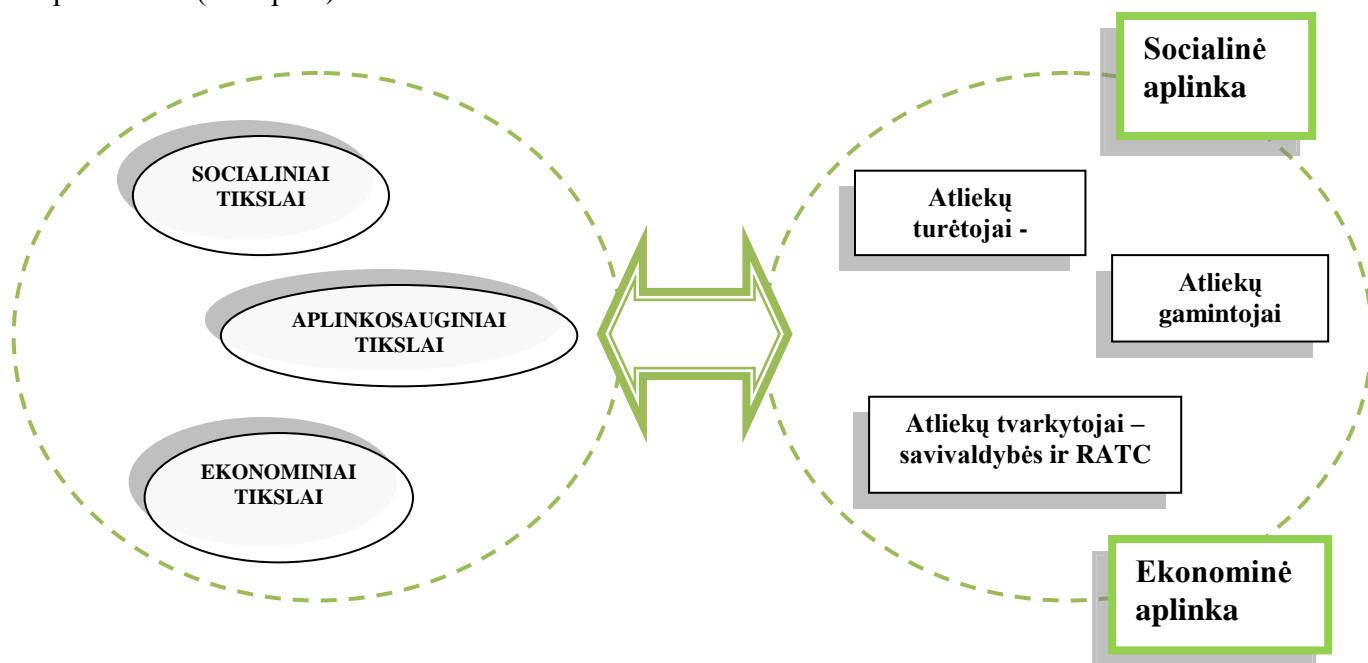 Socialinė
aplinka
SOCIALINIAI
TIKSLAI
Atliekų
turėtojai -
Atliekų
gamintojai
APLINKOSAUGINIAI
TIKSLAI
Atliekų tvarkytojai –
savivaldybės ir RATC
EKONOMINIAI
TIKSLAI
Ekonominė
aplinka